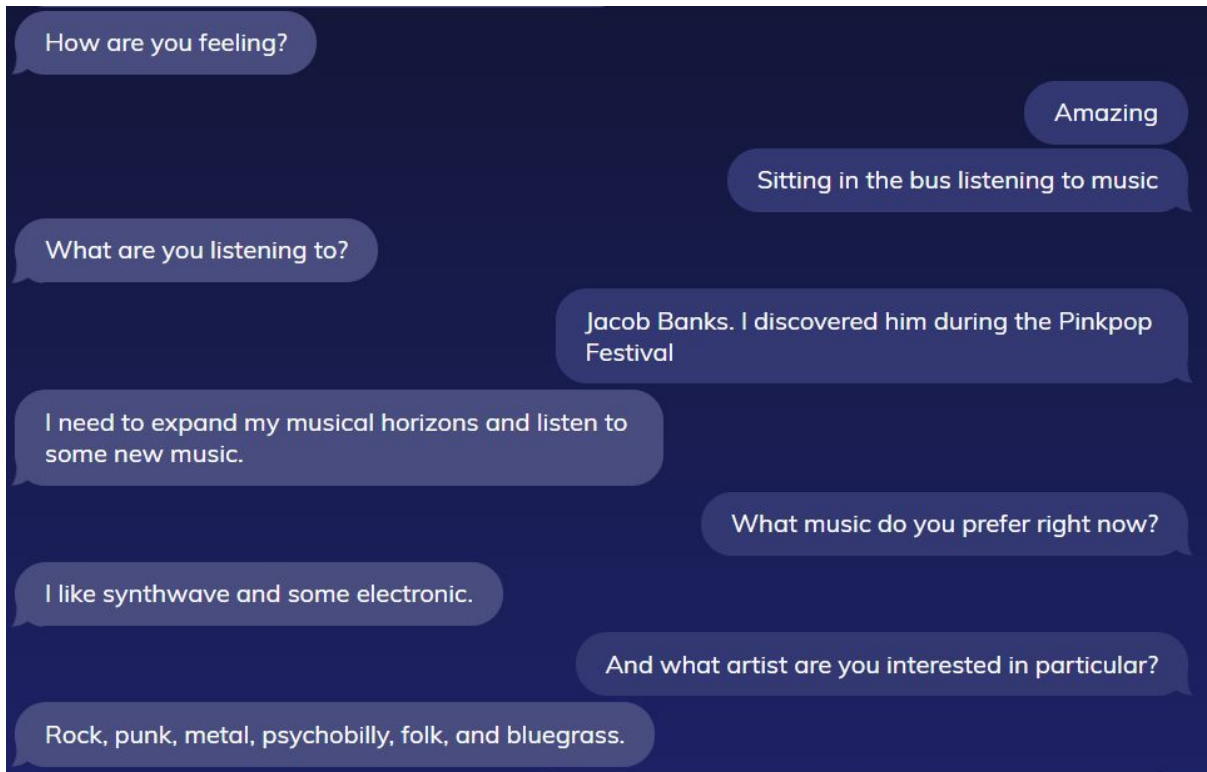 How are you feeling?
Amazing
Sitting in the bus listening to music
What are you listening to?
Jacob Banks. I discovered him during the Pinkpop
Festival
I need to expand my musical horizons and listen to
some new music.
What music do you prefer right now?
I like synthwave and some electronic.
And what artist are you interested in particular?
Rock, punk, metal, psychobilly, folk, and bluegrass.